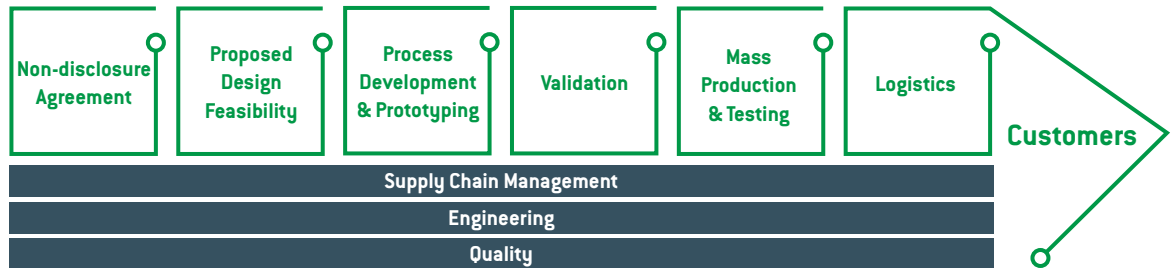 Non-disclosure
Agreement
Proposed
Design
Feasibility
Process
Development
& Prototyping
Validation
Mass
Production
& Testing
Logistics
Customers
Supply Chain Management
Engineering
Quality